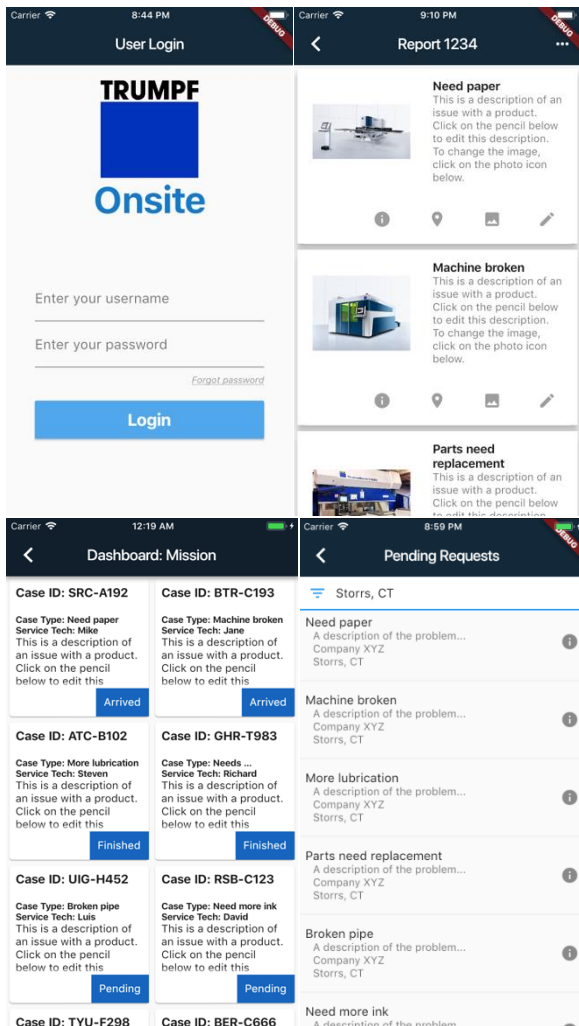 Carrier 8:44 PM
DEBUG
User Login
TRUMPF
Onsite
Enter your username
Enter your password
Forgot password
Login
Carrier 9:10 PM
DEBUG
Report 1234
Need paper
This is a description of an
issue with a product.
Click on the pencil below
to edit this description.
To change the image,
click on the photo icon
below.
Machine broken
This is a description of an
issue with a product.
Click on the pencil below
to edit this description.
To change the image,
click on the photo icon
below.
Parts need
replacement
This is a description of an
issue with a product.
Click on the pencil below
to edit this description.
Carrier 12:19 AM
Dashboard: Mission
Case ID: SRC-A192
Case Type: Need paper
Service Tech: Mike
This is a description of
an issue with a product.
Click on the pencil
below to edit this
Arrived
Case ID: BTR-C193
Case Type: Machine broken
Service Tech: Jane
This is a description of
an issue with a product.
Click on the pencil
below to edit this
Arrived
Case ID: ATC-B102
Case Type: More lubrication
Service Tech: Steven
This is a description of
an issue with a product.
Click on the pencil
below to edit this
Finished
Case ID: GHR-T983
Case Type: Needs ...
Service Tech: Richard
This is a description of
an issue with a product.
Click on the pencil
below to edit this
Finished
Case ID: UIG-H452
Case Type: Broken pipe
Service Tech: Luis
This is a description of
an issue with a product.
Click on the pencil
below to edit this
Pending
Case ID: RSB-C123
Case Type: Need more ink
Service Tech: David
This is a description of
an issue with a product.
Click on the pencil
below to edit this
Pending
Case ID: TYU-F298
Case ID: BER-C666
Carrier 8:59 PM
DEBUG
Pending Requests
Storrs, CT
Need paper
A description of the problem...
Company XYZ
Storrs, CT
Machine broken
A description of the problem...
Company XYZ
Storrs, CT
More lubrication
A description of the problem...
Company XYZ
Storrs, CT
Parts need replacement
A description of the problem...
Company XYZ
Storrs, CT
Broken pipe
A description of the problem...
Company XYZ
Storrs, CT
Need more ink
A description of the problem